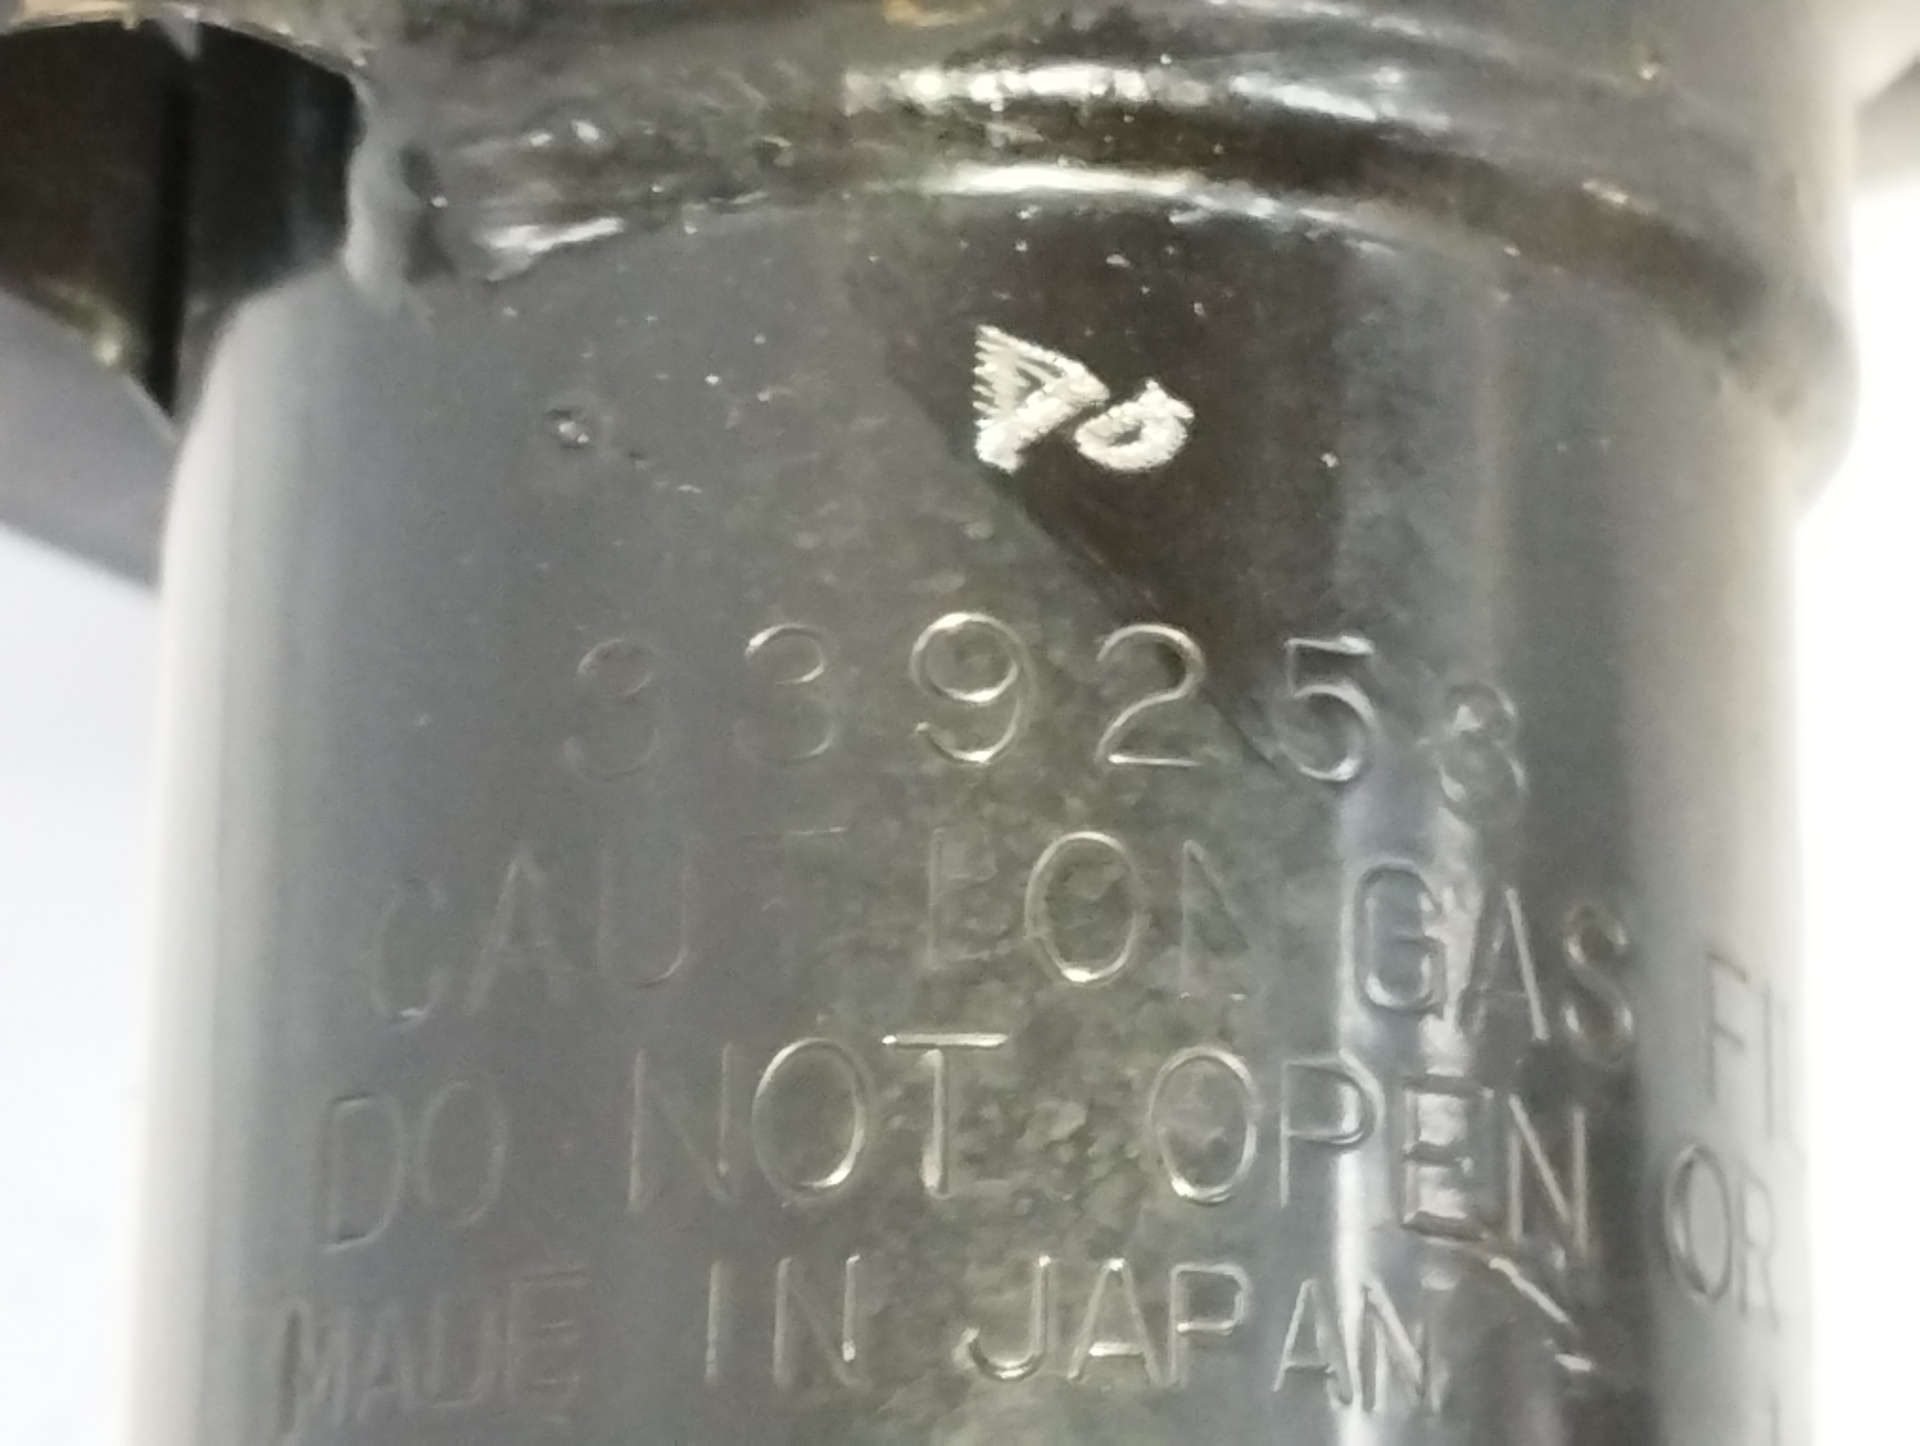 339253
CAUTION GAS
DO NOT OPEN OR
MADE IN JAPAN